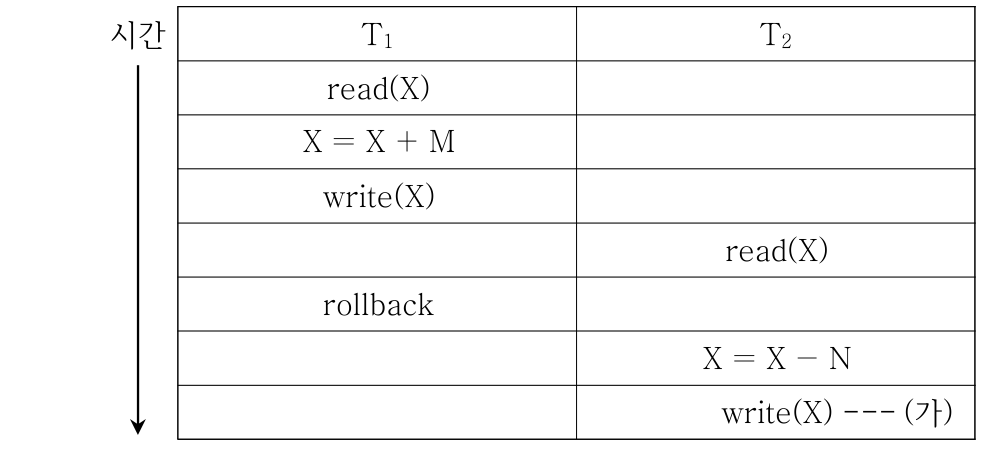 시간 T₁ T₂
read(X)
X = X + M
write(X)
read(X)
rollback
X = X − N
write(X) --- (가)